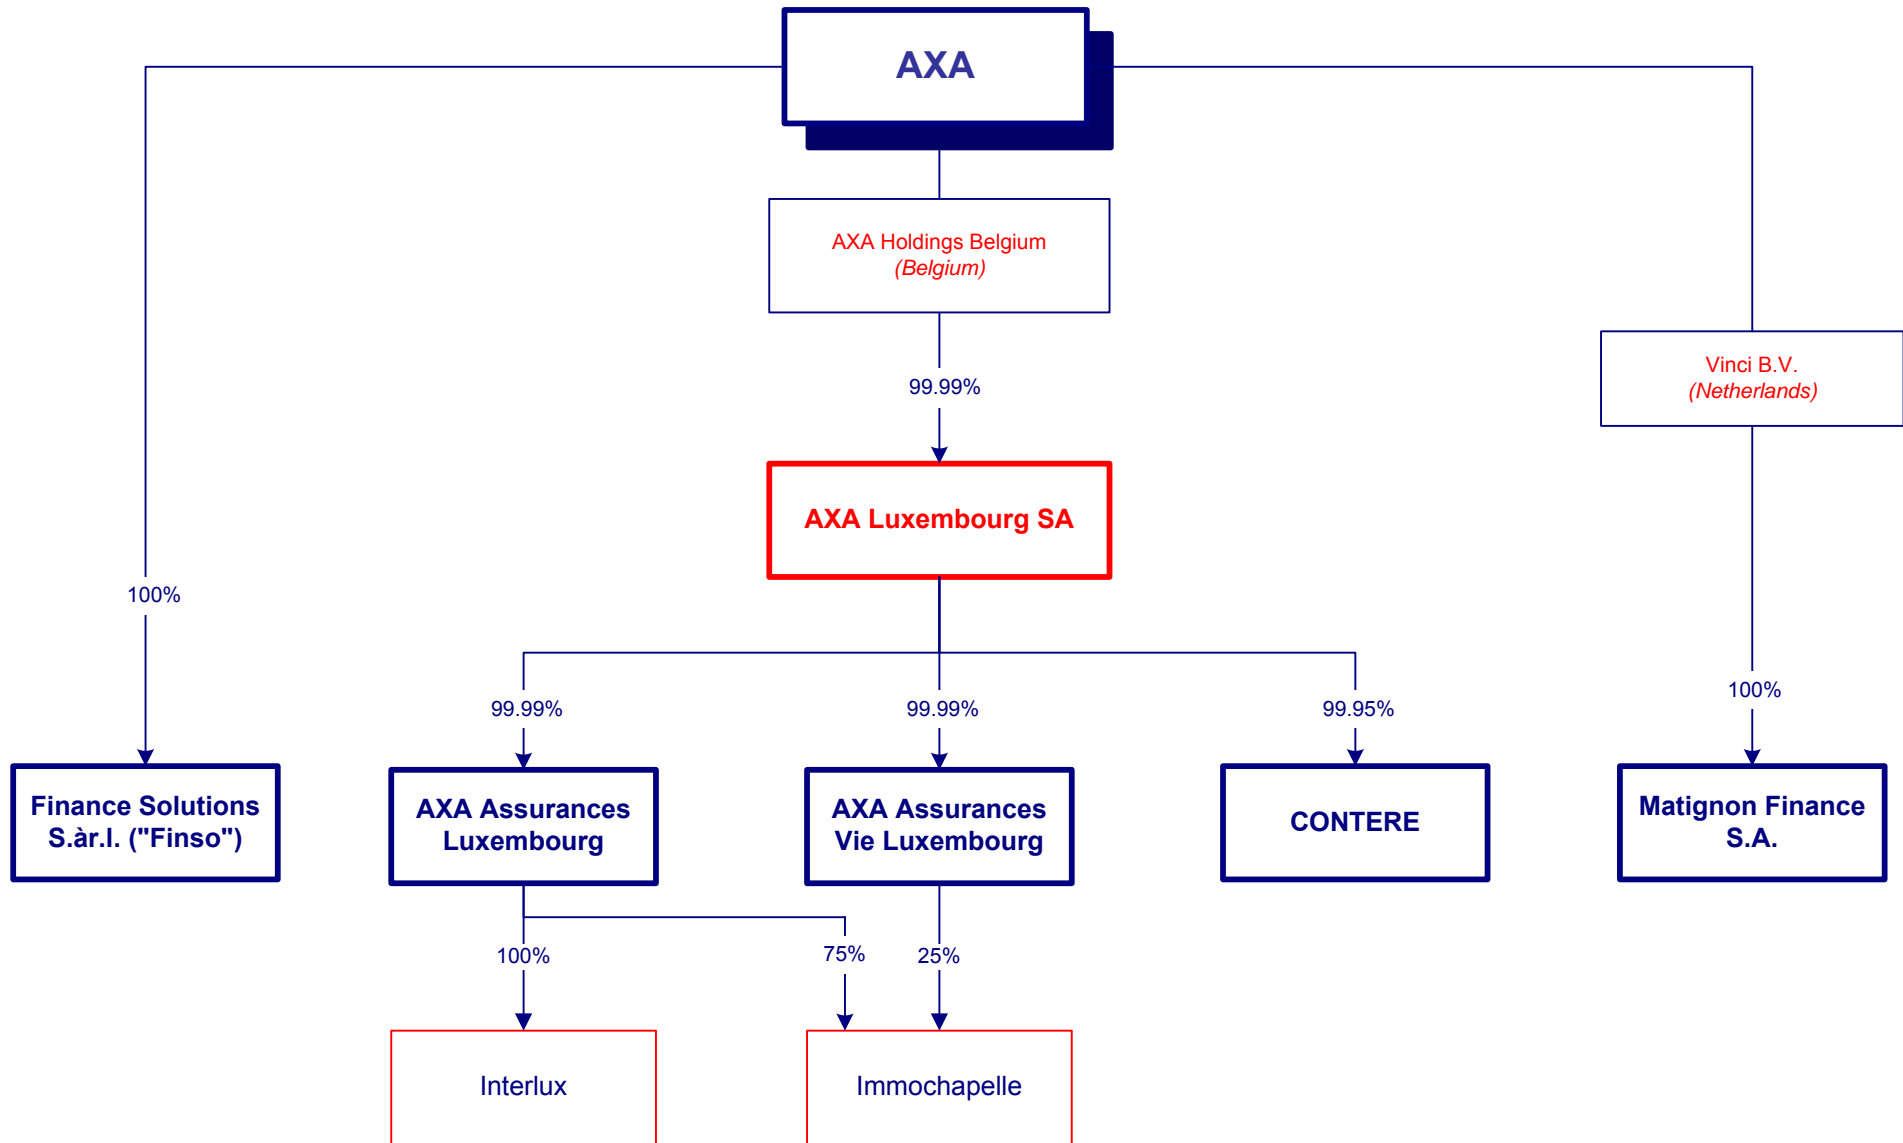 AXA
AXA Holdings Belgium
(Belgium)
Vinci B.V.
(Netherlands)
99.99%
AXA Luxembourg SA
100%
99.99%
99.99%
99.95%
100%
Finance Solutions
S.àr.l. ("Finso")
AXA Assurances
Luxembourg
AXA Assurances
Vie Luxembourg
CONTERE
Matignon Finance
S.A.
100%
75%
25%
Interlux
Immochapelle